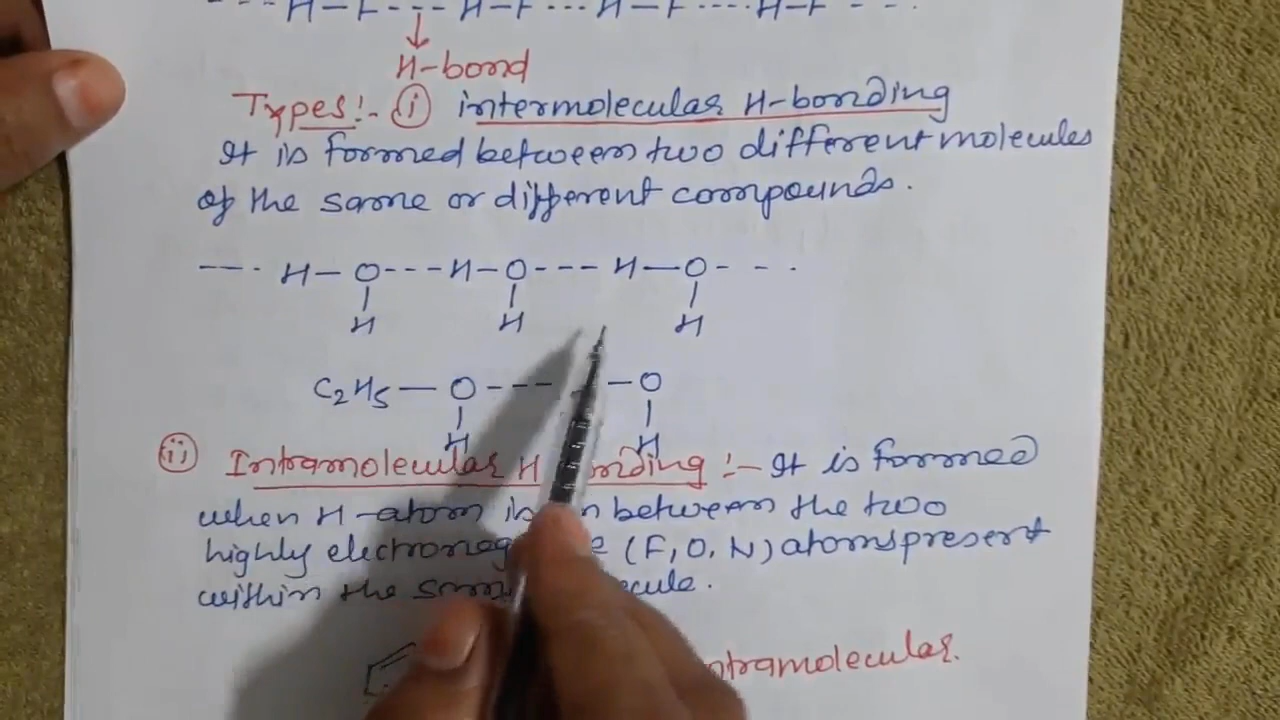 H-F --- H-F ... H-F .... H-F - - .
H-bond
Types:- (i) intermolecular H-bonding
It is formed between two different molecules
of the same or different compounds.
--- H-O---H-O--- H-O- - - .
H H H
C2H5-O--- -O
H H
(ii) Intramolecular H bonding :- It is formed
when H-atom is in between the two
highly (F, O, N) atoms present
within the
intramolecular.